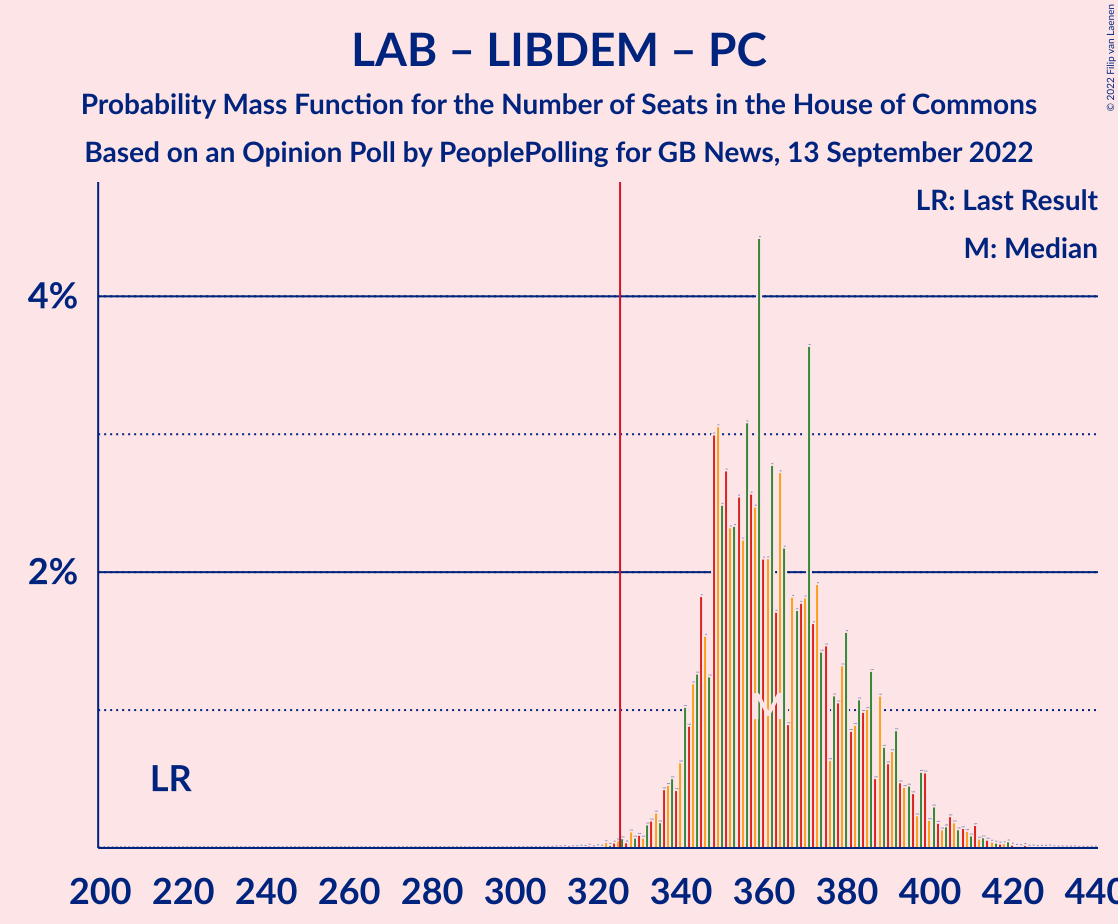 LAB – LIBDEM – PC
Probability Mass Function for the Number of Seats in the House of Commons
Based on an Opinion Poll by PeoplePolling for GB News, 13 September 2022
© 2022 Filip van Laenen
LR: Last Result
M: Median
4%
2%
M
LR
200 220 240 260 280 300 320 340 360 380 400 420 440